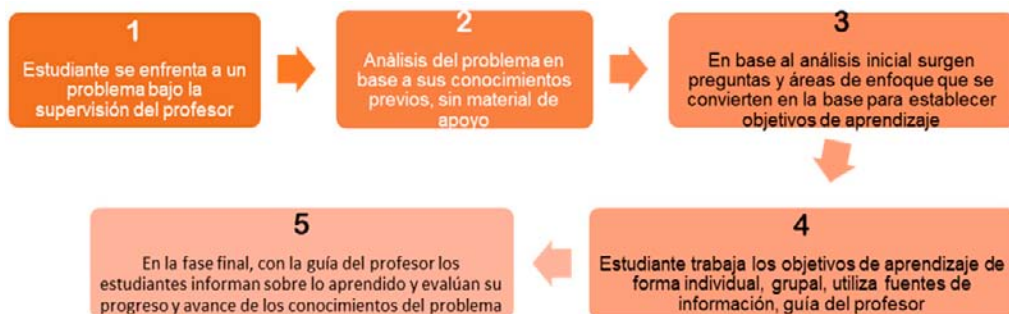 1
Estudiante se enfrenta a un
problema bajo la
supervisión del profesor
2
Anàlisis del problema en
base a sus conocimientos
previos, sin material de
apoyo
3
En base al análisis inicial surgen
preguntas y áreas de enfoque que se
convierten en la base para establecer
objetivos de aprendizaje
4
Estudiante trabaja los objetivos de aprendizaje de
forma individual, grupal, utiliza fuentes de
información, guía del profesor
5
En la fase final, con la guía del profesor los
estudiantes informan sobre lo aprendido y evalúan su
progreso y avance de los conocimientos del problema